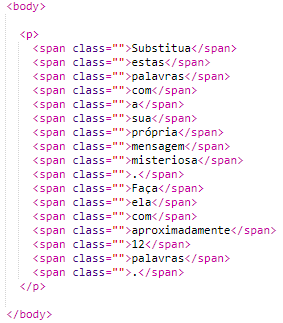 <body>
<p>
<span class="">Substitua</span>
<span class="">estas</span>
<span class="">palavras</span>
<span class="">com</span>
<span class="">a</span>
<span class="">sua</span>
<span class="">própria</span>
<span class="">mensagem</span>
<span class="">misteriosa</span>
<span class="">.</span>
<span class="">Faça</span>
<span class="">ela</span>
<span class="">com</span>
<span class="">aproximadamente</span>
<span class="">12</span>
<span class="">palavras</span>
<span class="">.</span>
</p>
</body>